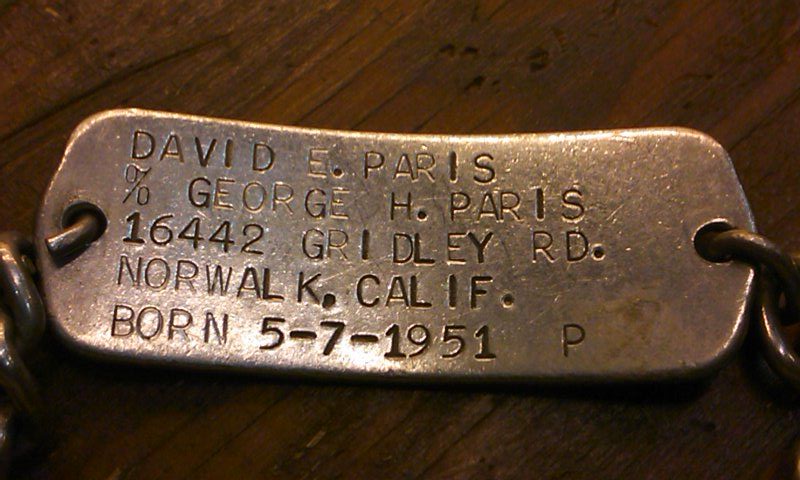 DAVID E. PARIS
% GEORGE H. PARIS
16442 GRIDLEY RD.
NORWALK, CALIF.
BORN 5-7-1951 P